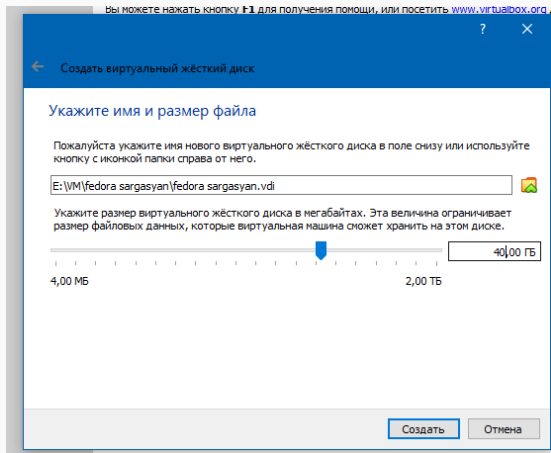 Вы можете нажать кнопку F1 для получения помощи, или посетить www.virtualbox.org
?
Создать виртуальный жёсткий диск
Укажите имя и размер файла
Пожалуйста укажите имя нового виртуального жёсткого диска в поле снизу или используйте
кнопку с иконкой папки справа от него.
E:\VM\fedora sargasyan\fedora sargasyan.vdi
Укажите размер виртуального жёсткого диска в мегабайтах. Эта величина ограничивает
размер файловых данных, которые виртуальная машина сможет хранить на этом диске.
40,00 ГБ
4,00 МБ 2,00 ТБ
Создать Отмена